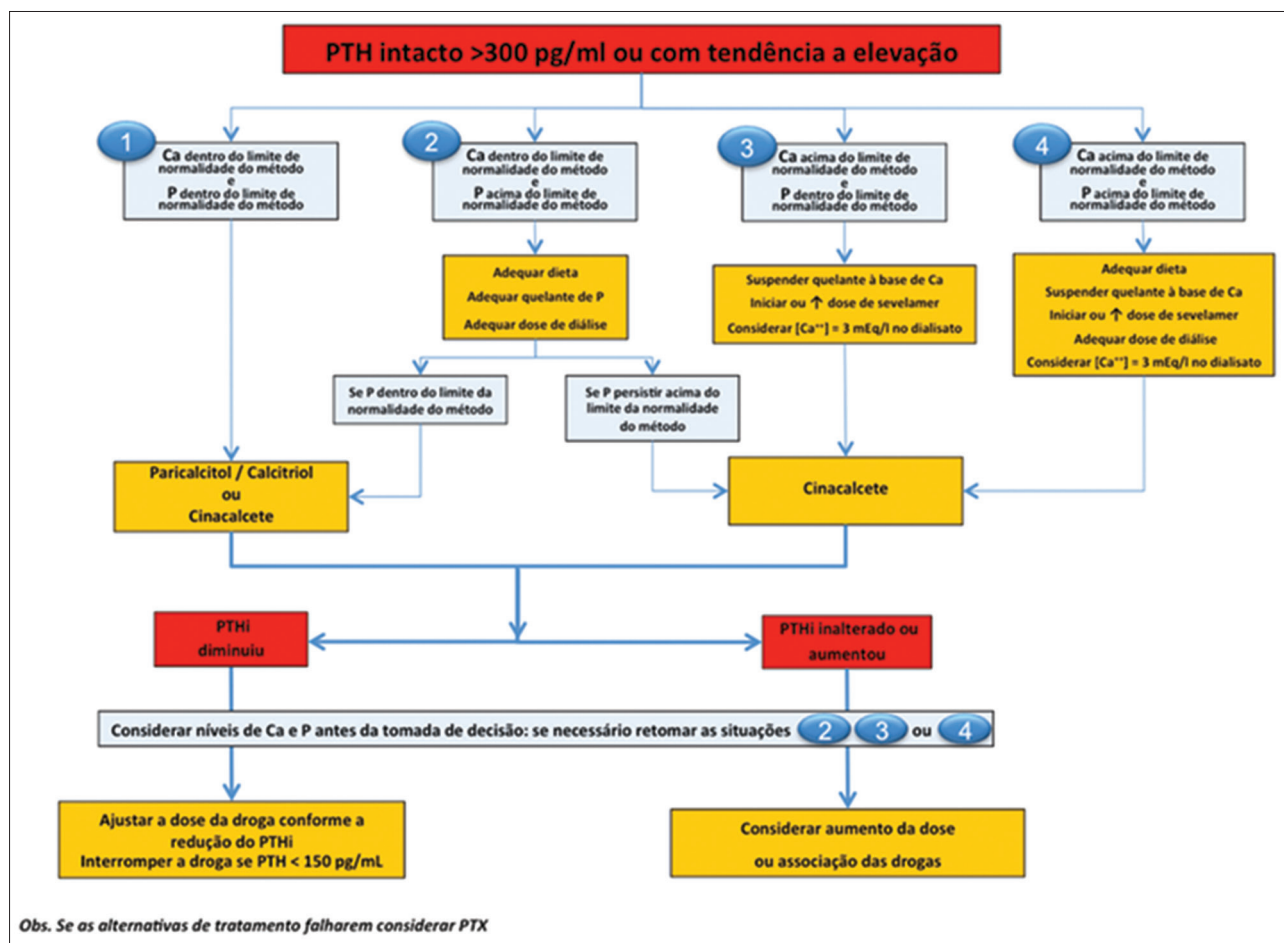 PTH intacto >300 pg/ml ou com tendência a elevação
1
Ca dentro do limite de
normalidade do método
e
P dentro do limite de
normalidade do método
2
Ca dentro do limite de
normalidade do método
e
P acima do limite de
normalidade do método
3
Ca acima do limite de
normalidade do método
e
P dentro do limite de
normalidade do método
4
Ca acima do limite de
normalidade do método
e
P acima do limite de
normalidade do método
Adequar dieta
Adequar quelante de P
Adequar dose de diálise
Suspender quelante à base de Ca
Iniciar ou ↑ dose de sevelamer
Considerar [Ca⁺⁺] = 3 mEq/l no dialisato
Adequar dieta
Suspender quelante à base de Ca
Iniciar ou ↑ dose de sevelamer
Adequar dose de diálise
Considerar [Ca⁺⁺] = 3 mEq/l no dialisato
Se P dentro do limite da
normalidade do método
Se P persistir acima do
limite da normalidade
do método
Paricalcitol / Calcitriol
ou
Cinacalcete
Cinacalcete
PTHi
diminuiu
PTHi inalterado ou
aumentou
Considerar níveis de Ca e P antes da tomada de decisão: se necessário retomar as situações 2 3 ou 4
Ajustar a dose da droga conforme a
redução do PTHi
Interromper a droga se PTH < 150 pg/mL
Considerar aumento da dose
ou associação das drogas
Obs. Se as alternativas de tratamento falharem considerar PTX